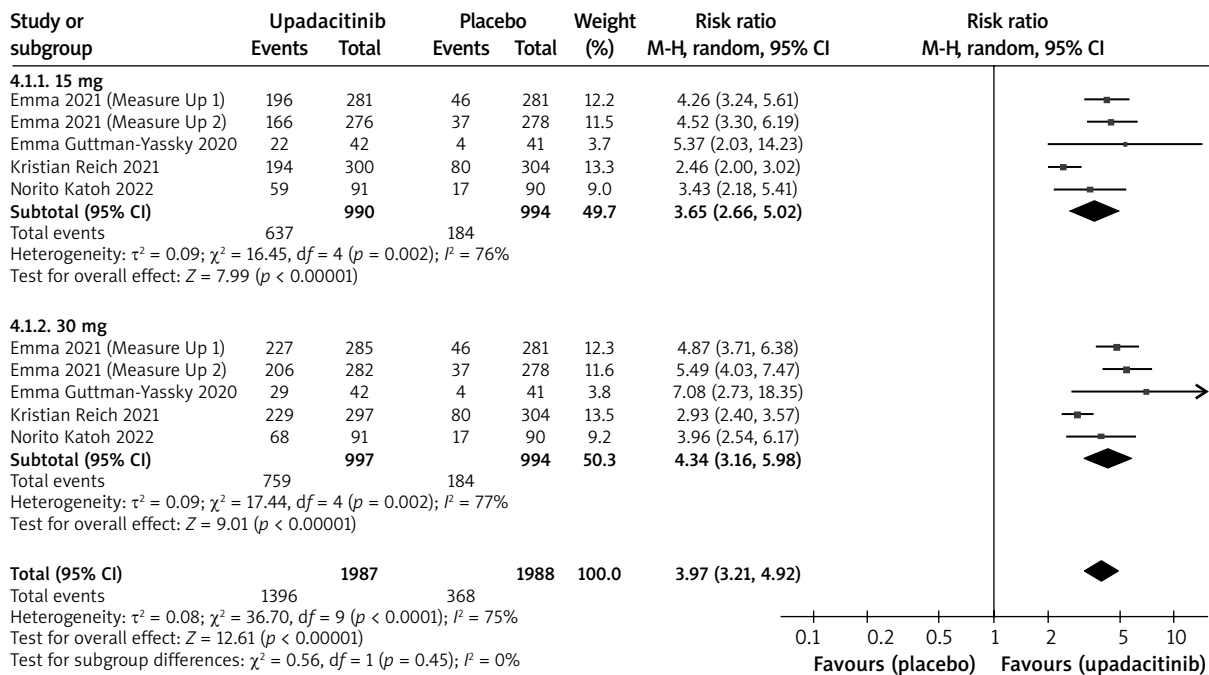 Study or Upadacitinib Placebo Weight Risk ratio Risk ratio
subgroup Events Total Events Total (%) M-H, random, 95% CI M-H, random, 95% CI
4.1.1. 15 mg
Emma 2021 (Measure Up 1) 196 281 46 281 12.2 4.26 (3.24, 5.61)
Emma 2021 (Measure Up 2) 166 276 37 278 11.5 4.52 (3.30, 6.19)
Emma Guttman-Yassky 2020 22 42 4 41 3.7 5.37 (2.03, 14.23)
Kristian Reich 2021 194 300 80 304 13.3 2.46 (2.00, 3.02)
Norito Katoh 2022 59 91 17 90 9.0 3.43 (2.18, 5.41)
Subtotal (95% CI) 990 994 49.7 3.65 (2.66, 5.02)
Total events 637 184
Heterogeneity: τ² = 0.09; χ² = 16.45, df = 4 (p = 0.002); I² = 76%
Test for overall effect: Z = 7.99 (p < 0.00001)
4.1.2. 30 mg
Emma 2021 (Measure Up 1) 227 285 46 281 12.3 4.87 (3.71, 6.38)
Emma 2021 (Measure Up 2) 206 282 37 278 11.6 5.49 (4.03, 7.47)
Emma Guttman-Yassky 2020 29 42 4 41 3.8 7.08 (2.73, 18.35)
Kristian Reich 2021 229 297 80 304 13.5 2.93 (2.40, 3.57)
Norito Katoh 2022 68 91 17 90 9.2 3.96 (2.54, 6.17)
Subtotal (95% CI) 997 994 50.3 4.34 (3.16, 5.98)
Total events 759 184
Heterogeneity: τ² = 0.09; χ² = 17.44, df = 4 (p = 0.002); I² = 77%
Test for overall effect: Z = 9.01 (p < 0.00001)
Total (95% CI) 1987 1988 100.0 3.97 (3.21, 4.92)
Total events 1396 368
Heterogeneity: τ² = 0.08; χ² = 36.70, df = 9 (p < 0.0001); I² = 75%
Test for overall effect: Z = 12.61 (p < 0.00001)
Test for subgroup differences: χ² = 0.56, df = 1 (p = 0.45); I² = 0%
0.1 0.2 0.5 1 2 5 10
Favours (placebo) Favours (upadacitinib)